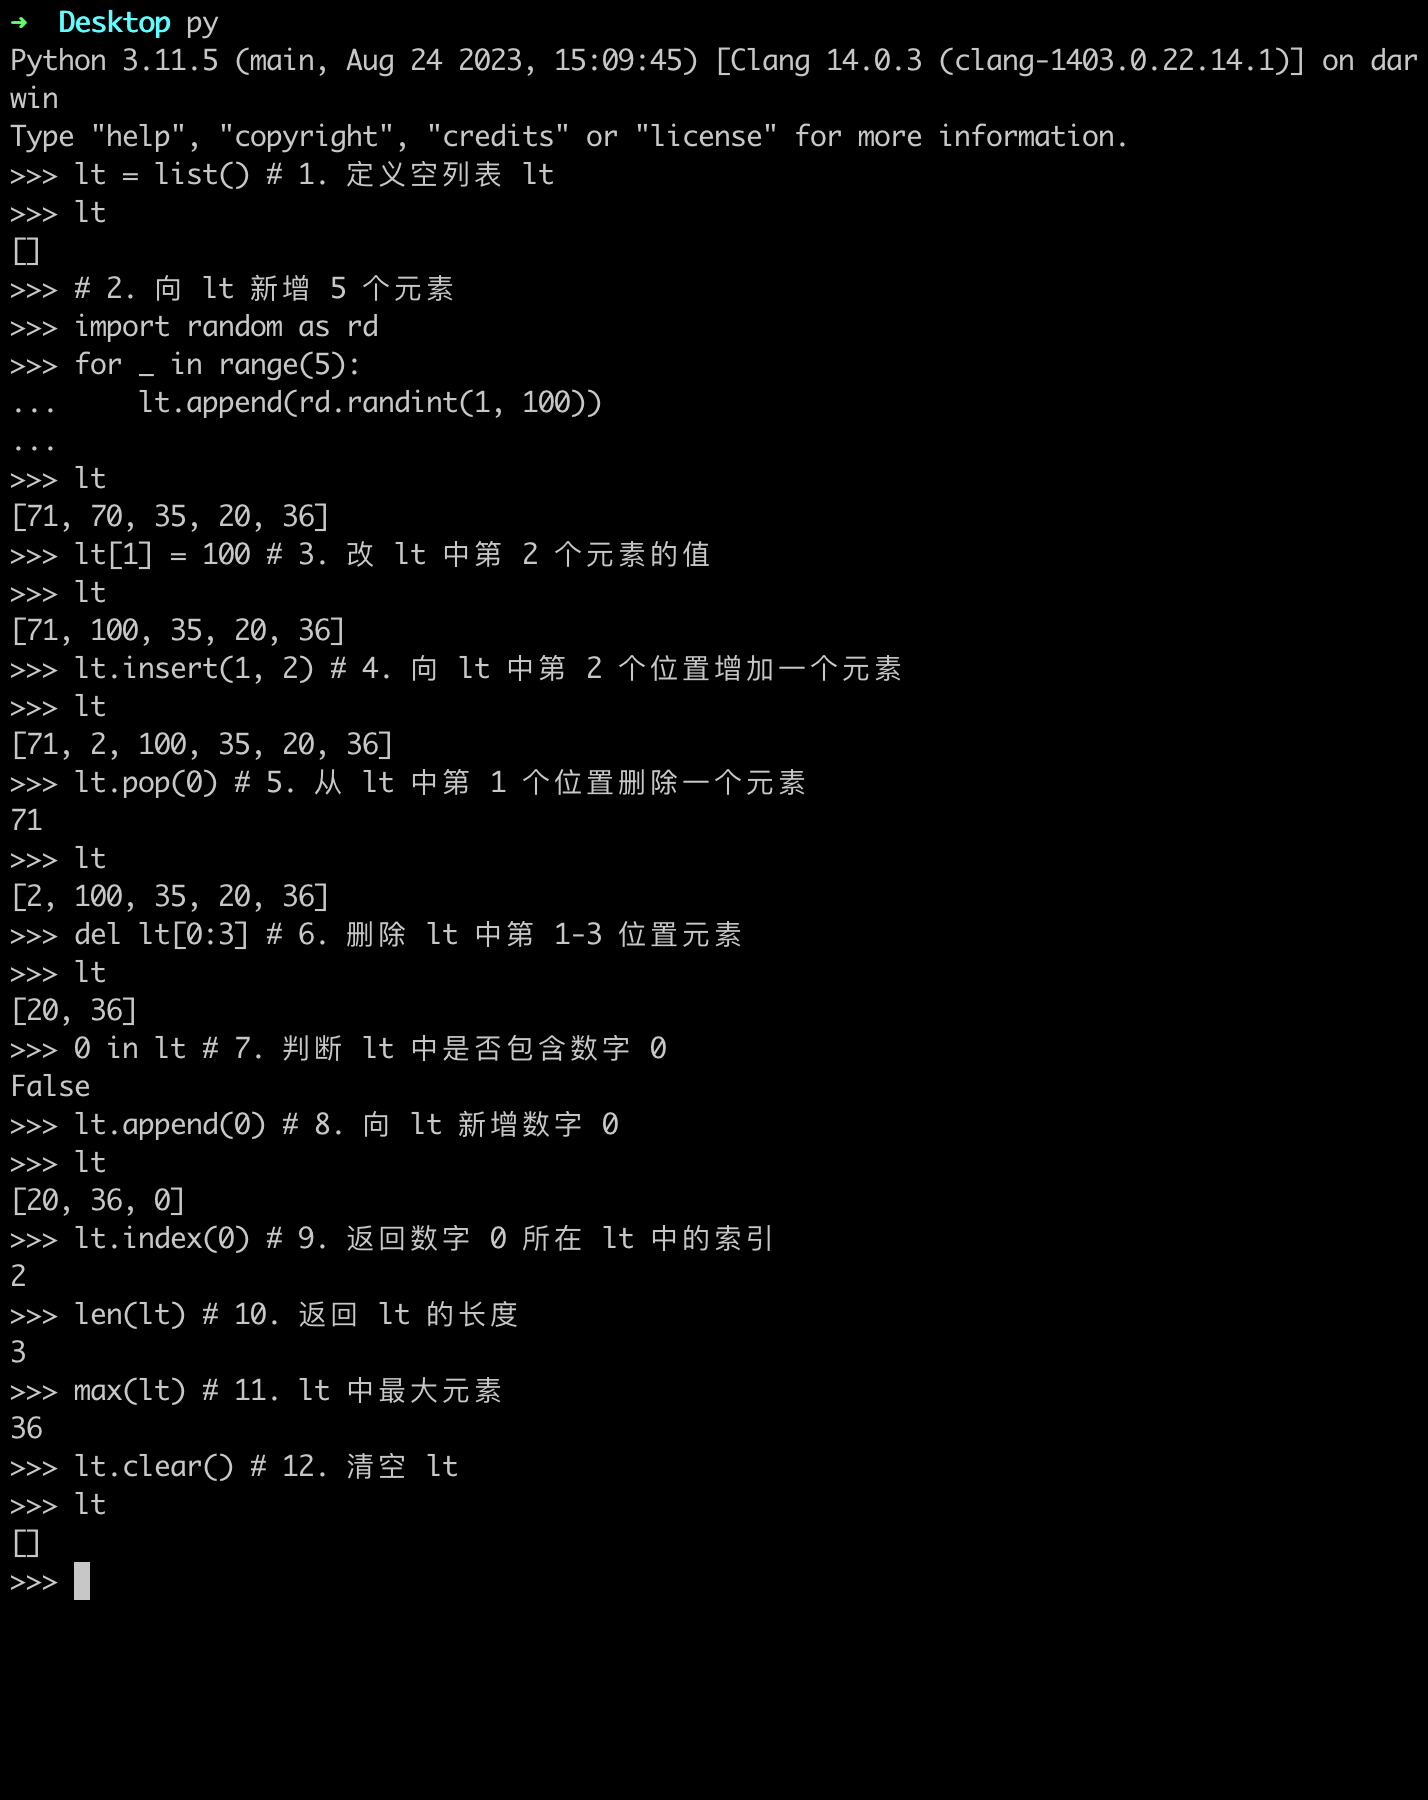 ➜  Desktop py
Python 3.11.5 (main, Aug 24 2023, 15:09:45) [Clang 14.0.3 (clang-1403.0.22.14.1)] on dar
win
Type "help", "copyright", "credits" or "license" for more information.
>>> lt = list() # 1. 定义空列表 lt
>>> lt
[]
>>> # 2. 向 lt 新增 5 个元素
>>> import random as rd
>>> for _ in range(5):
...     lt.append(rd.randint(1, 100))
...
>>> lt
[71, 70, 35, 20, 36]
>>> lt[1] = 100 # 3. 改 lt 中第 2 个元素的值
>>> lt
[71, 100, 35, 20, 36]
>>> lt.insert(1, 2) # 4. 向 lt 中第 2 个位置增加一个元素
>>> lt
[71, 2, 100, 35, 20, 36]
>>> lt.pop(0) # 5. 从 lt 中第 1 个位置删除一个元素
71
>>> lt
[2, 100, 35, 20, 36]
>>> del lt[0:3] # 6. 删除 lt 中第 1-3 位置元素
>>> lt
[20, 36]
>>> 0 in lt # 7. 判断 lt 中是否包含数字 0
False
>>> lt.append(0) # 8. 向 lt 新增数字 0
>>> lt
[20, 36, 0]
>>> lt.index(0) # 9. 返回数字 0 所在 lt 中的索引
2
>>> len(lt) # 10. 返回 lt 的长度
3
>>> max(lt) # 11. lt 中最大元素
36
>>> lt.clear() # 12. 清空 lt
>>> lt
[]
>>>